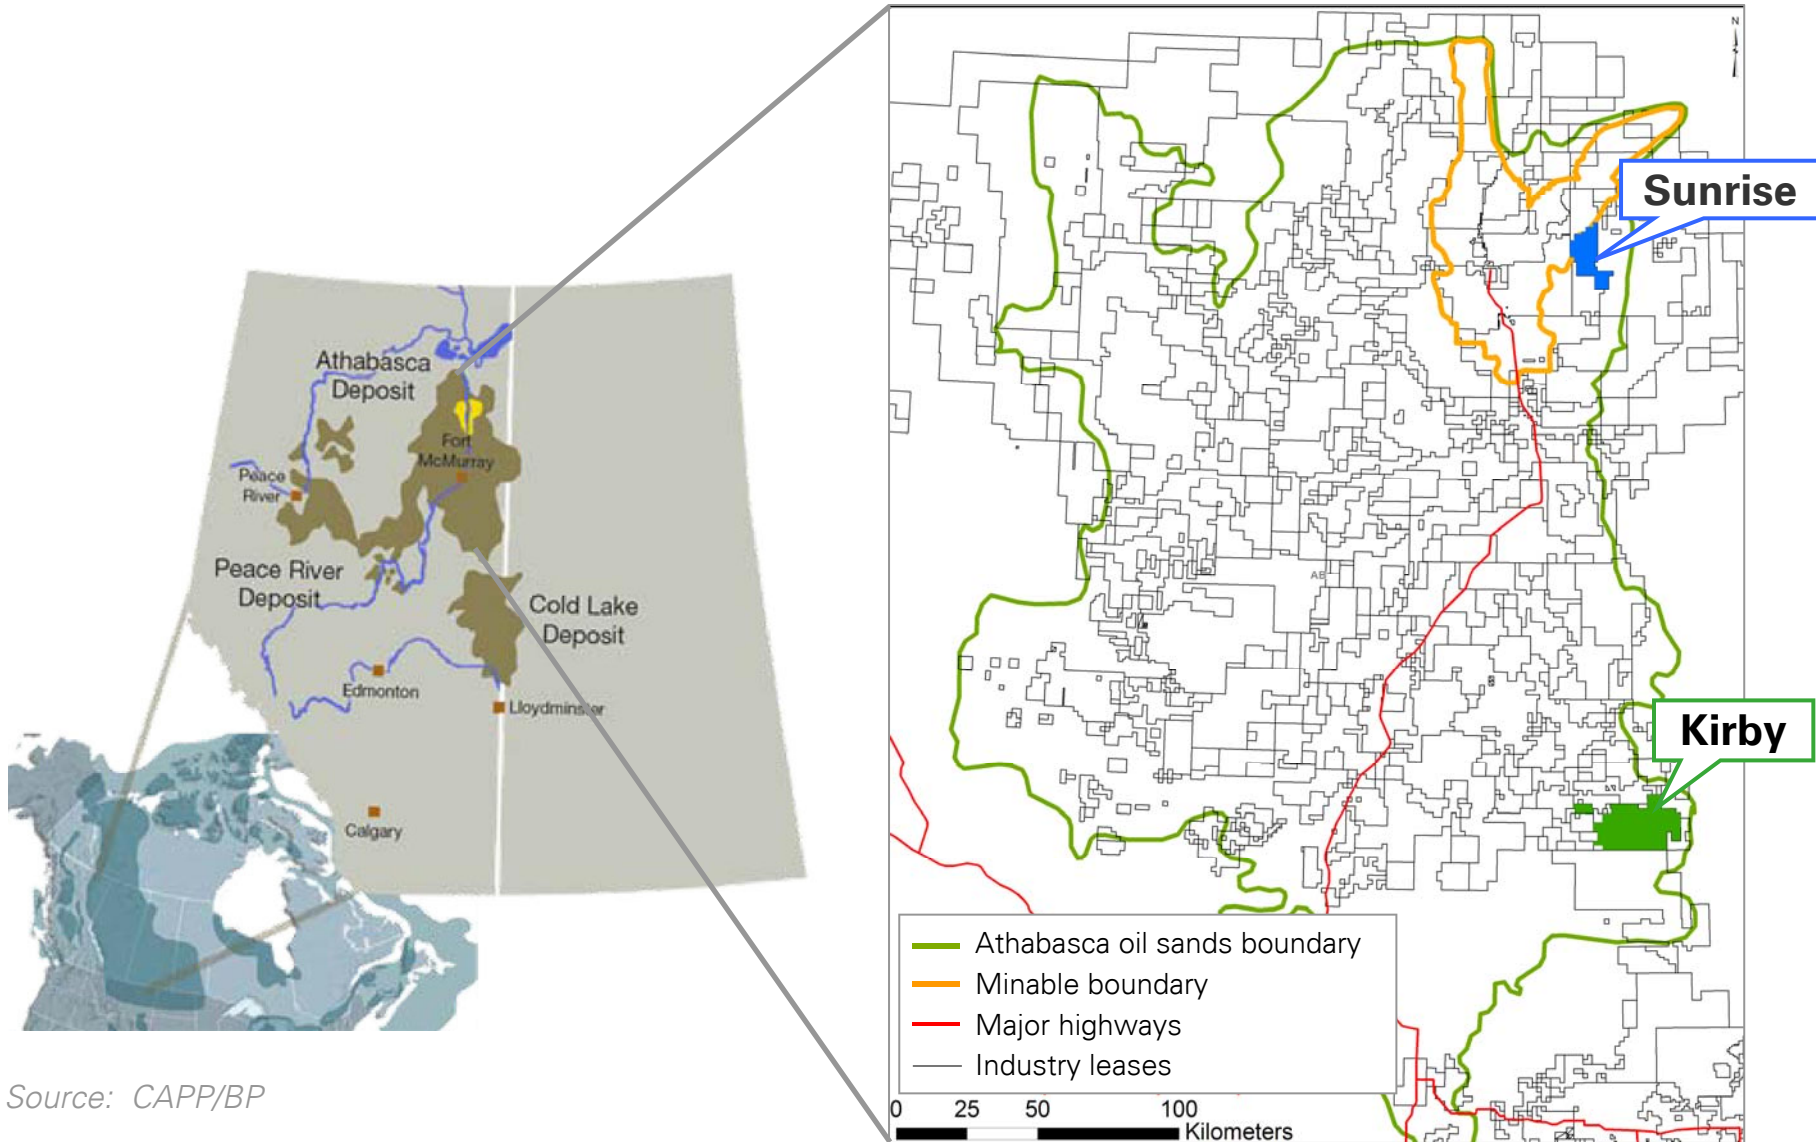 Athabasca
Deposit
Fort
McMurray
Peace
River
Peace River
Deposit
Cold Lake
Deposit
Edmonton
Lloydminster
Calgary
Source: CAPP/BP
N
Sunrise
AB
Kirby
Athabasca oil sands boundary
Minable boundary
Major highways
Industry leases
0 25 50 100
Kilometers